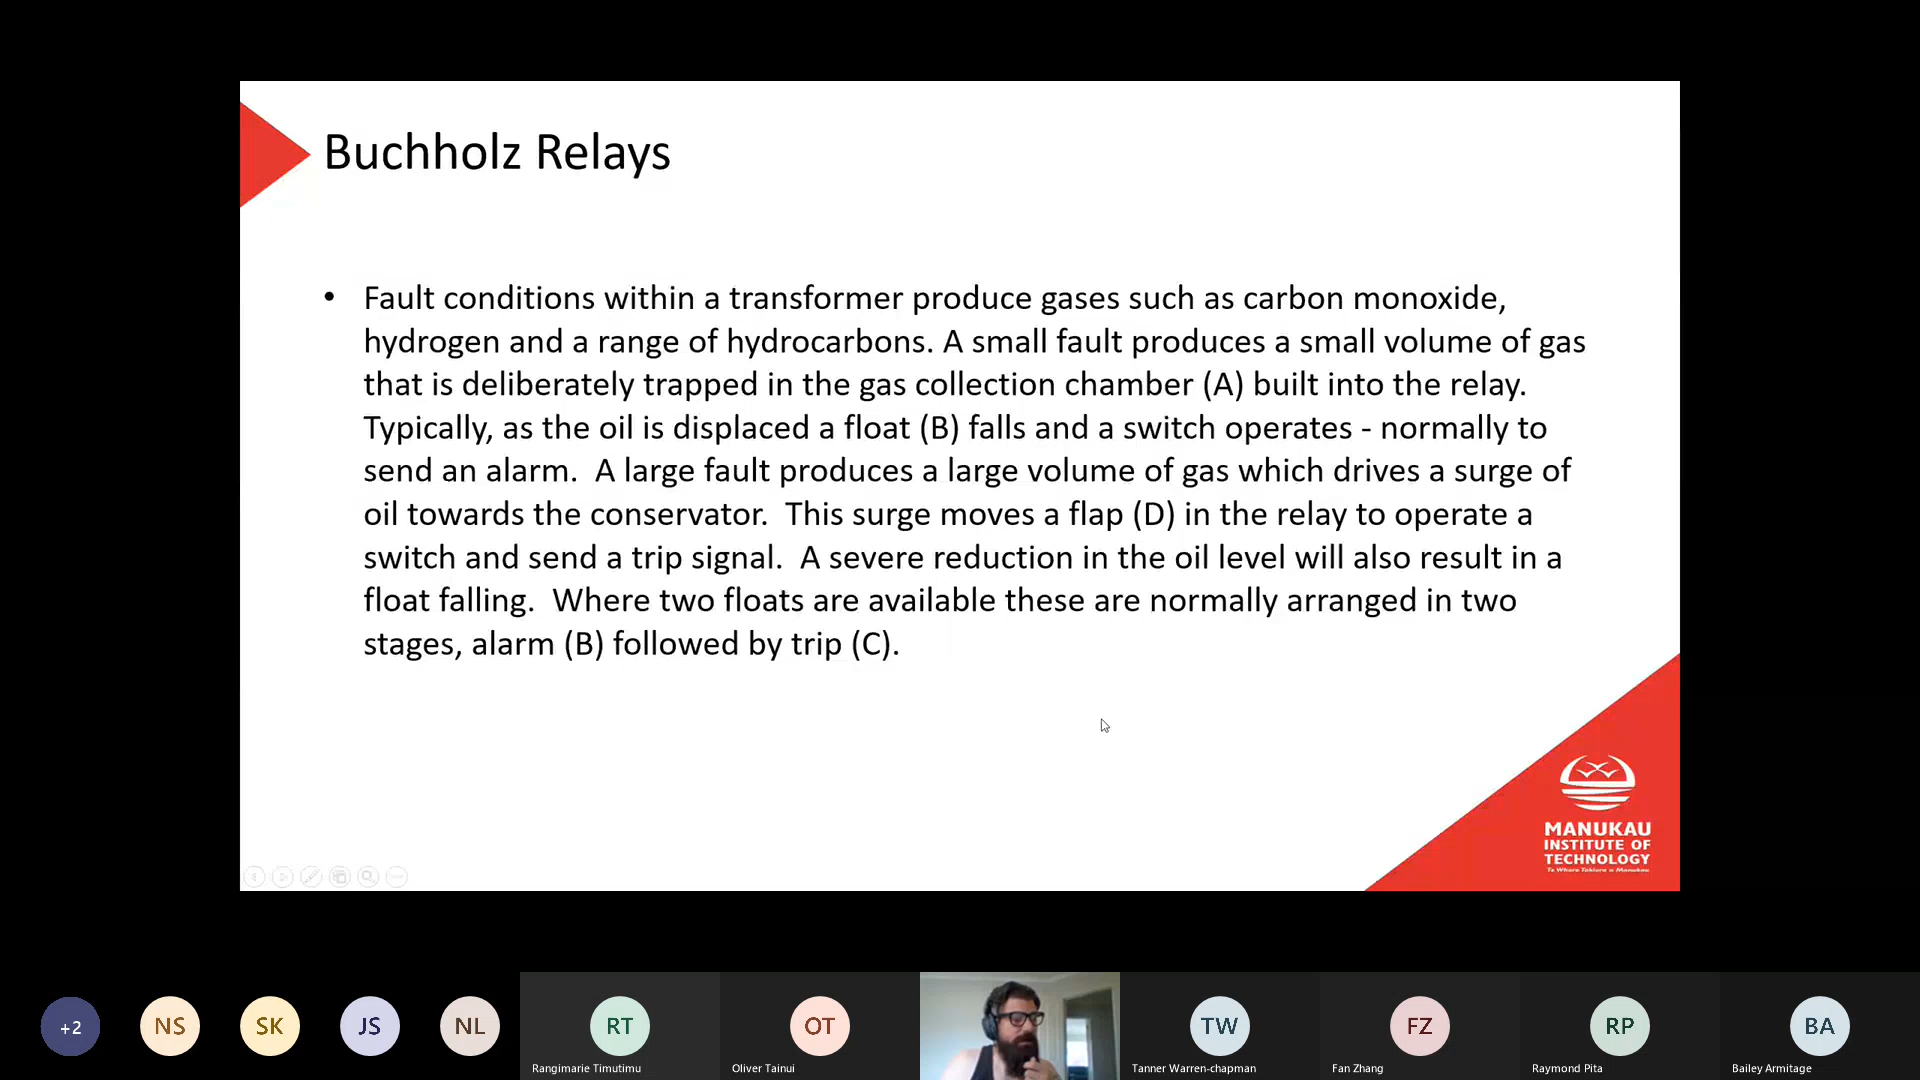 Buchholz Relays
• Fault conditions within a transformer produce gases such as carbon monoxide,
hydrogen and a range of hydrocarbons. A small fault produces a small volume of gas
that is deliberately trapped in the gas collection chamber (A) built into the relay.
Typically, as the oil is displaced a float (B) falls and a switch operates - normally to
send an alarm.  A large fault produces a large volume of gas which drives a surge of
oil towards the conservator.  This surge moves a flap (D) in the relay to operate a
switch and send a trip signal.  A severe reduction in the oil level will also result in a
float falling.  Where two floats are available these are normally arranged in two
stages, alarm (B) followed by trip (C).
MANUKAU
INSTITUTE OF
TECHNOLOGY
Te Whare Takiura o Manukau
+2 NS SK JS NL RT OT TW FZ RP BA
Rangimarie Timutimu Oliver Tainui Tanner Warren-chapman Fan Zhang Raymond Pita Bailey Armitage